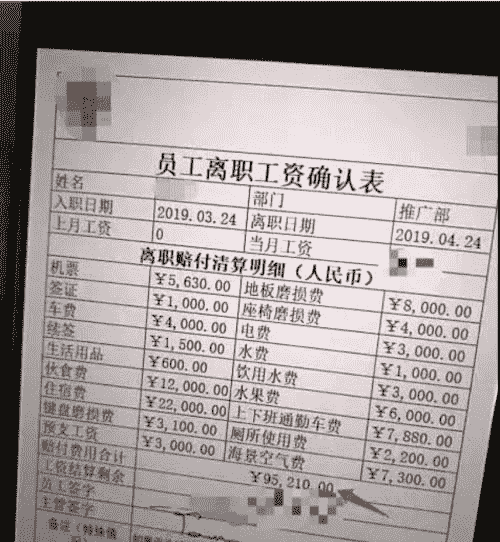 员工离职工资确认表
姓名 部门 推广部
入职日期 2019.03.24 离职日期 2019.04.24
上月工资 0 当月工资
离职赔付清算明细（人民币）
机票 ¥5,630.00 地板磨损费 ¥8,000.00
签证 ¥1,000.00 座椅磨损费 ¥4,000.00
车费 ¥4,000.00 电费 ¥3,000.00
续签 ¥1,500.00 水费 ¥1,000.00
生活用品 ¥600.00 饮用水费 ¥3,000.00
伙食费 ¥12,000.00 水果费 ¥6,000.00
住宿费 ¥22,000.00 上下班通勤车费 ¥7,880.00
键盘磨损费 ¥3,100.00 厕所使用费 ¥2,200.00
预支工资 ¥3,000.00 海景空气费 ¥7,300.00
赔付费用合计 ¥95,210.00
工资结算剩余
员工签字
主管签字
备注（特殊情